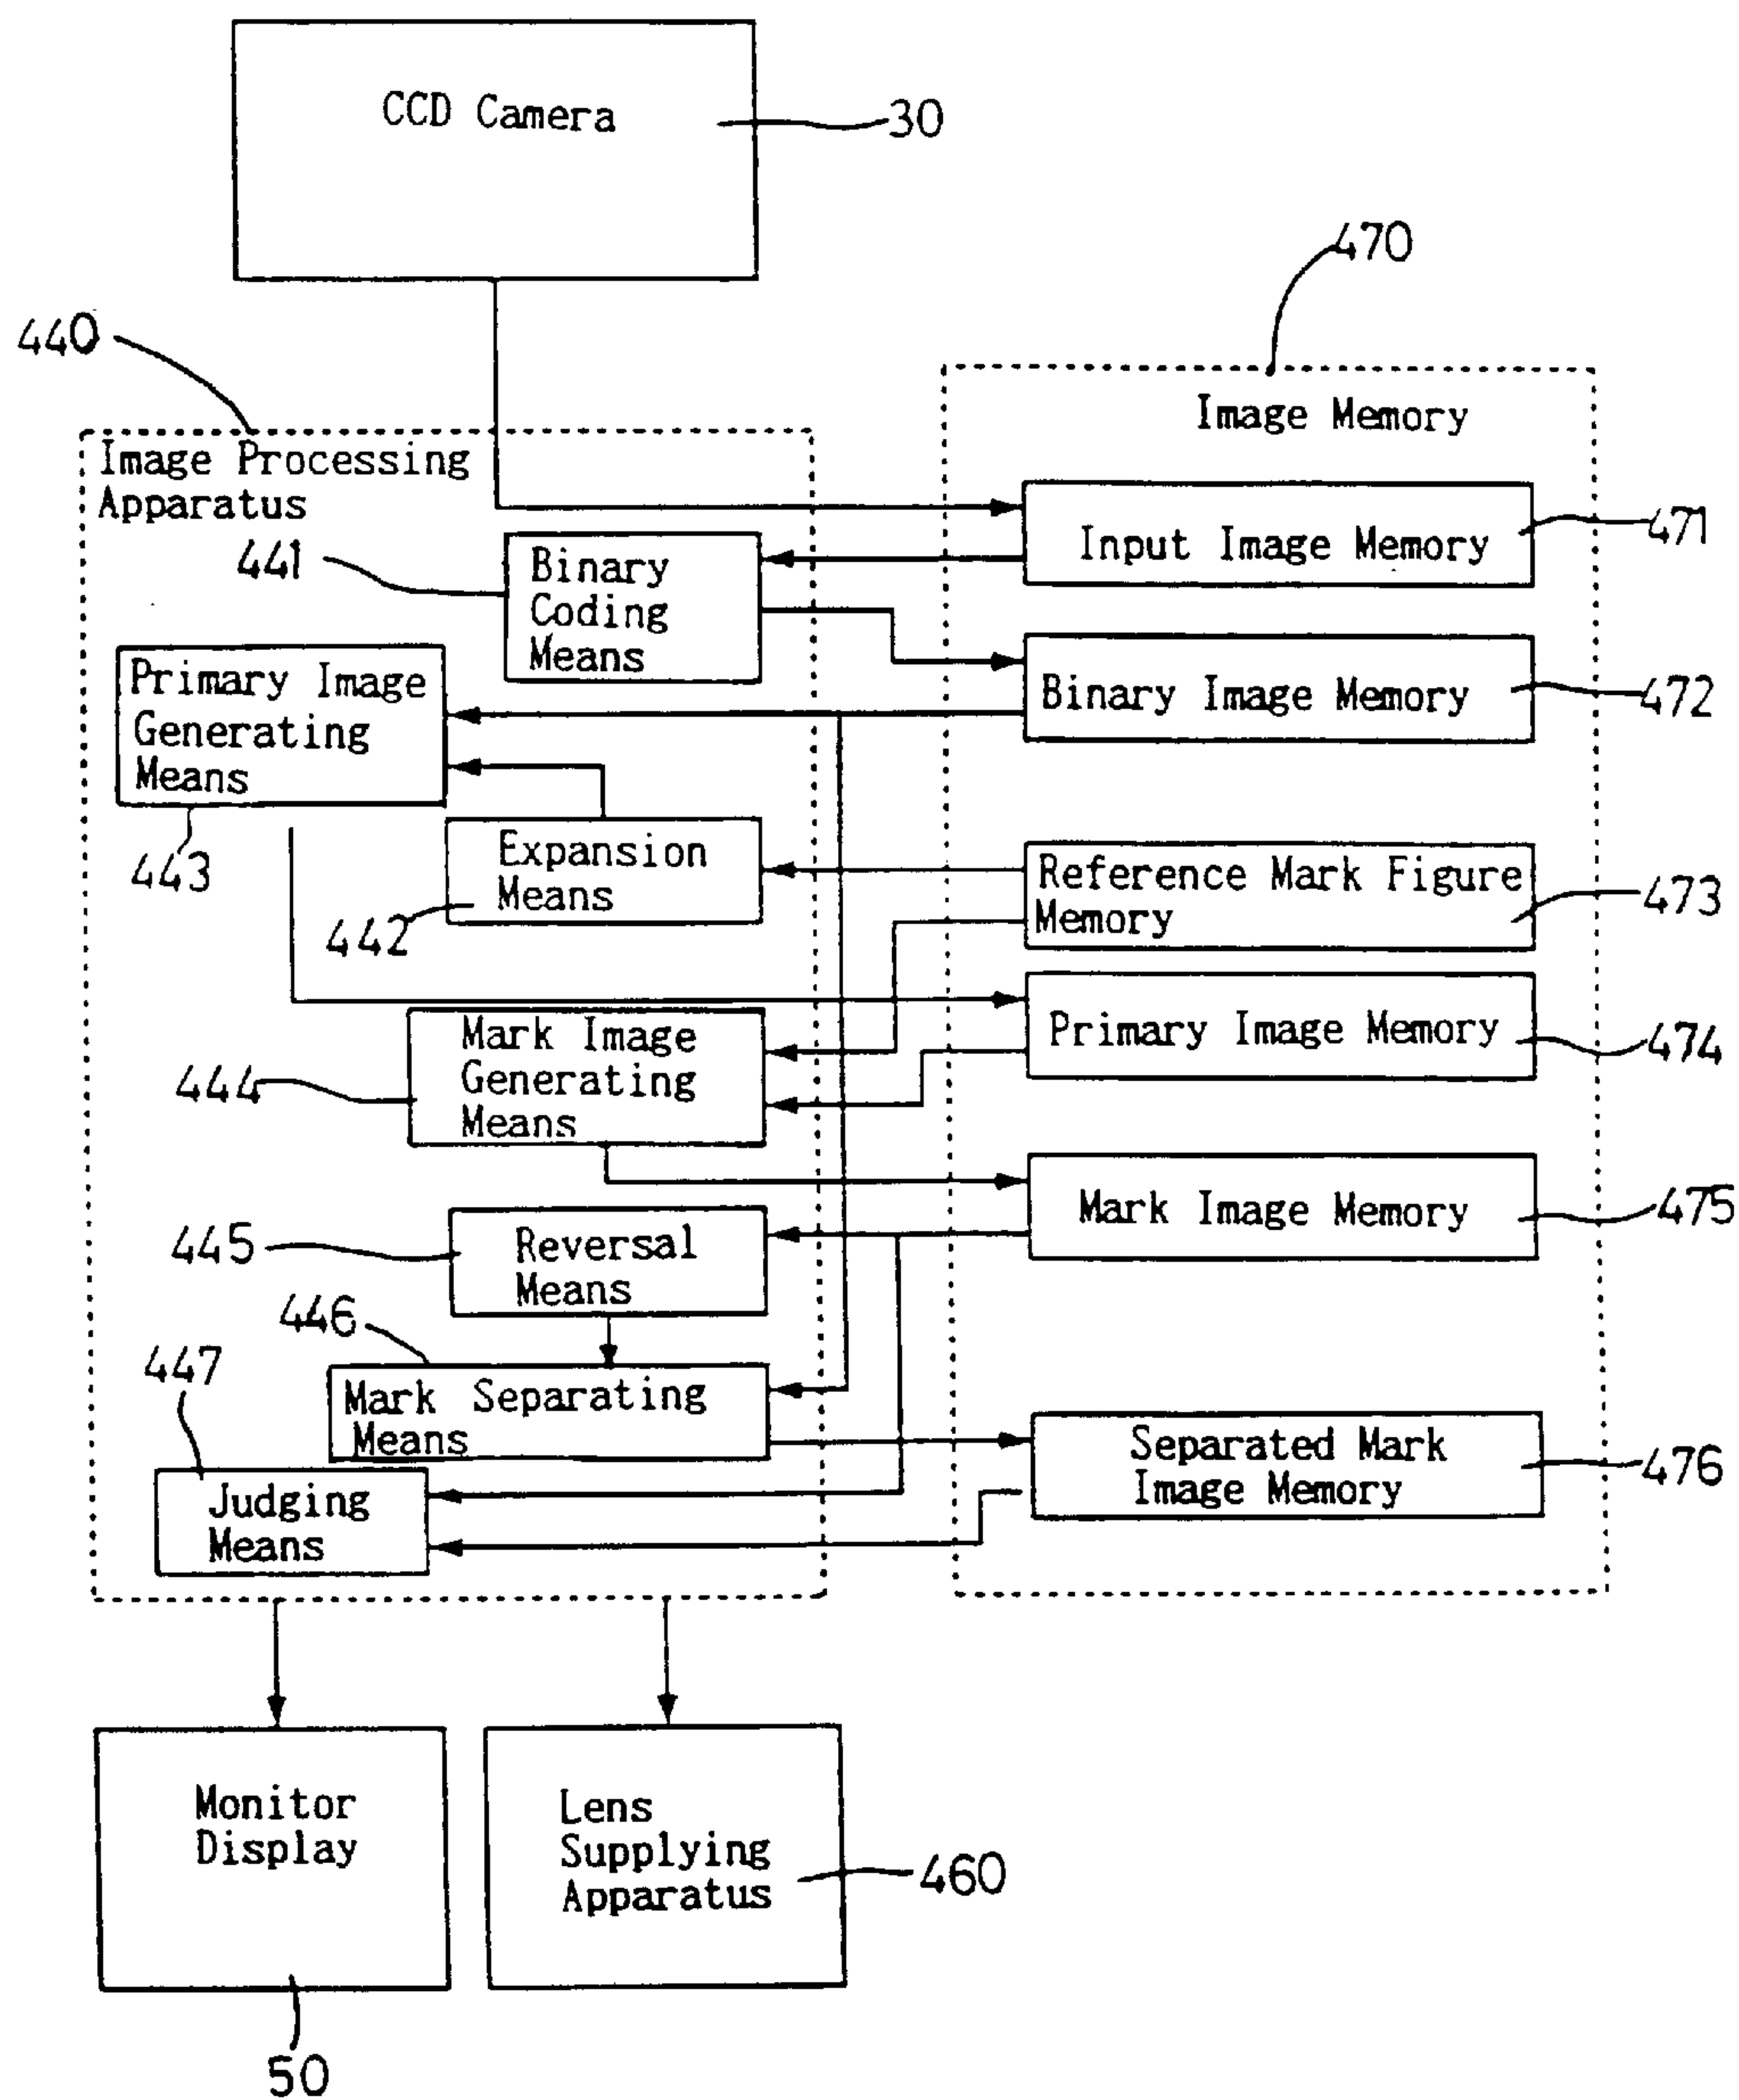 CCD Camera
30
470
440
Image Memory
Image Processing
Apparatus
471
Input Image Memory
441
Binary
Coding
Means
Primary Image
Generating
Means
443
Binary Image Memory
472
Expansion
Means
442
Reference Mark Figure
Memory
473
Mark Image
Generating
Means
444
Primary Image Memory
474
Mark Image Memory
475
445
Reversal
Means
446
447
Mark Separating
Means
Separated Mark
Image Memory
476
Judging
Means
Monitor
Display
Lens
Supplying
Apparatus
460
50